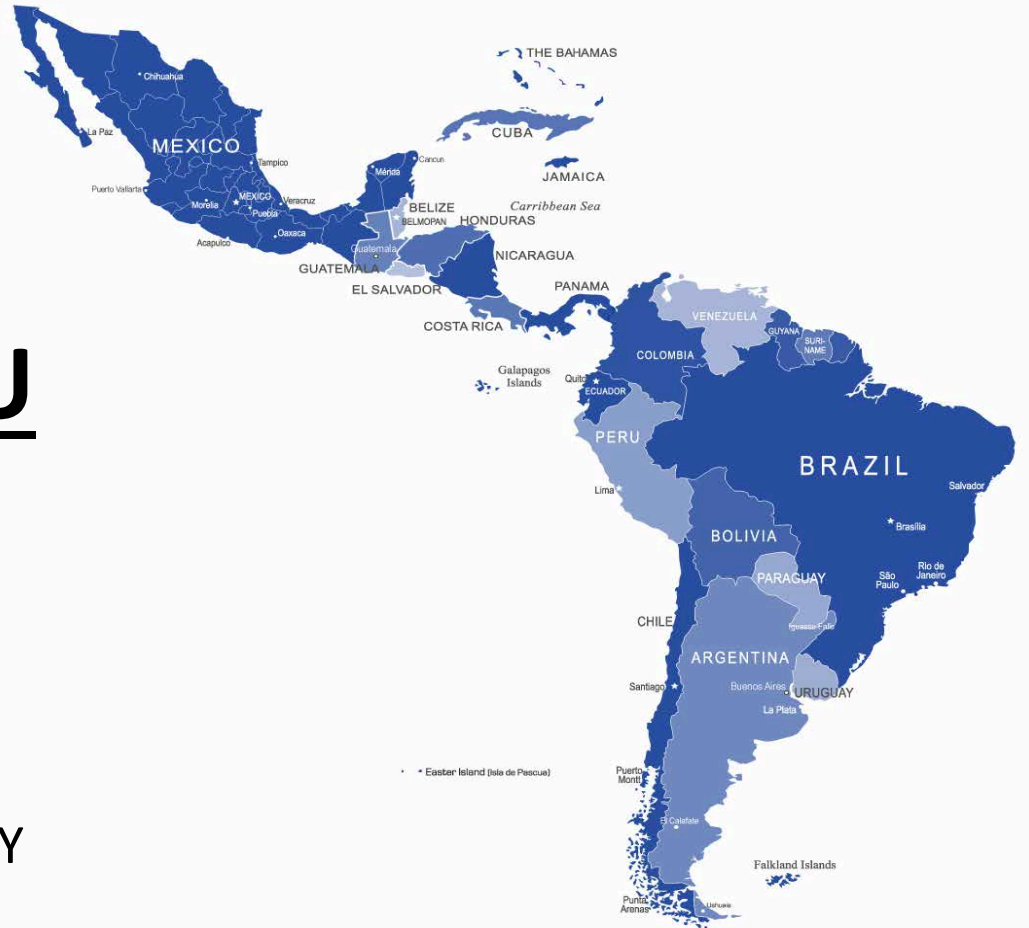 THE BAHAMAS
Chihuahua
CUBA
La Paz
MEXICO
Cancun
Tampico
Mérida
JAMAICA
Puerto Vallarta
MEXICO
Veracruz
Morelia
Puebla
BELIZE
Carribbean Sea
BELMOPAN
HONDURAS
Acapulco
Oaxaca
Guatemala
NICARAGUA
GUATEMALA
EL SALVADOR
PANAMA
VENEZUELA
COSTA RICA
GUYANA
SURI-
NAME
COLOMBIA
U
Galapagos
Islands
Quito
ECUADOR
PERU
BRAZIL
Lima
Salvador
Brasília
BOLIVIA
PARAGUAY
São
Paulo
Rio de
Janeiro
CHILE
Iguassu Falls
ARGENTINA
Santiago
Buenos Aires
URUGUAY
La Plata
Easter Island (Isla de Pascua)
Puerto
Montt
El Calafate
Y
Falkland Islands
Punta
Arenas
Ushuaia